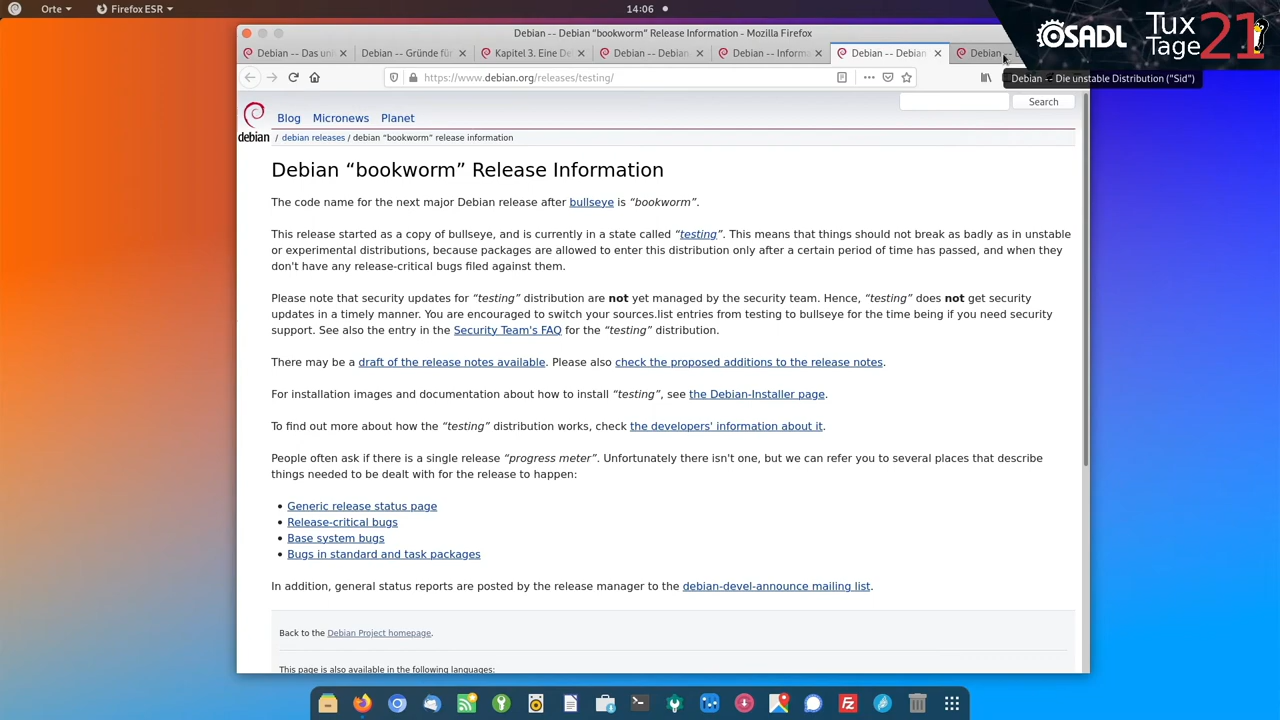 Orte
Firefox ESR
14:06
Debian -- Debian “bookworm” Release Information - Mozilla Firefox
Debian -- Das uni
Debian -- Gründe für
Kapitel 3. Eine De
Debian -- Debian
Debian -- Informa
Debian -- Debian
Debian -- D
https://www.debian.org/releases/testing/
OSADL
Tux
Tage
21
Debian -- Die unstable Distribution ("Sid")
Search
debian
Blog
Micronews
Planet
/ debian releases / debian “bookworm” release information
Debian “bookworm” Release Information
The code name for the next major Debian release after bullseye is “bookworm”.
This release started as a copy of bullseye, and is currently in a state called “testing”. This means that things should not break as badly as in unstable
or experimental distributions, because packages are allowed to enter this distribution only after a certain period of time has passed, and when they
don't have any release-critical bugs filed against them.
Please note that security updates for “testing” distribution are not yet managed by the security team. Hence, “testing” does not get security
updates in a timely manner. You are encouraged to switch your sources.list entries from testing to bullseye for the time being if you need security
support. See also the entry in the Security Team's FAQ for the “testing” distribution.
There may be a draft of the release notes available. Please also check the proposed additions to the release notes.
For installation images and documentation about how to install “testing”, see the Debian-Installer page.
To find out more about how the “testing” distribution works, check the developers' information about it.
People often ask if there is a single release “progress meter”. Unfortunately there isn't one, but we can refer you to several places that describe
things needed to be dealt with for the release to happen:
• Generic release status page
• Release-critical bugs
• Base system bugs
• Bugs in standard and task packages
In addition, general status reports are posted by the release manager to the debian-devel-announce mailing list.
Back to the Debian Project homepage.
This page is also available in the following languages: